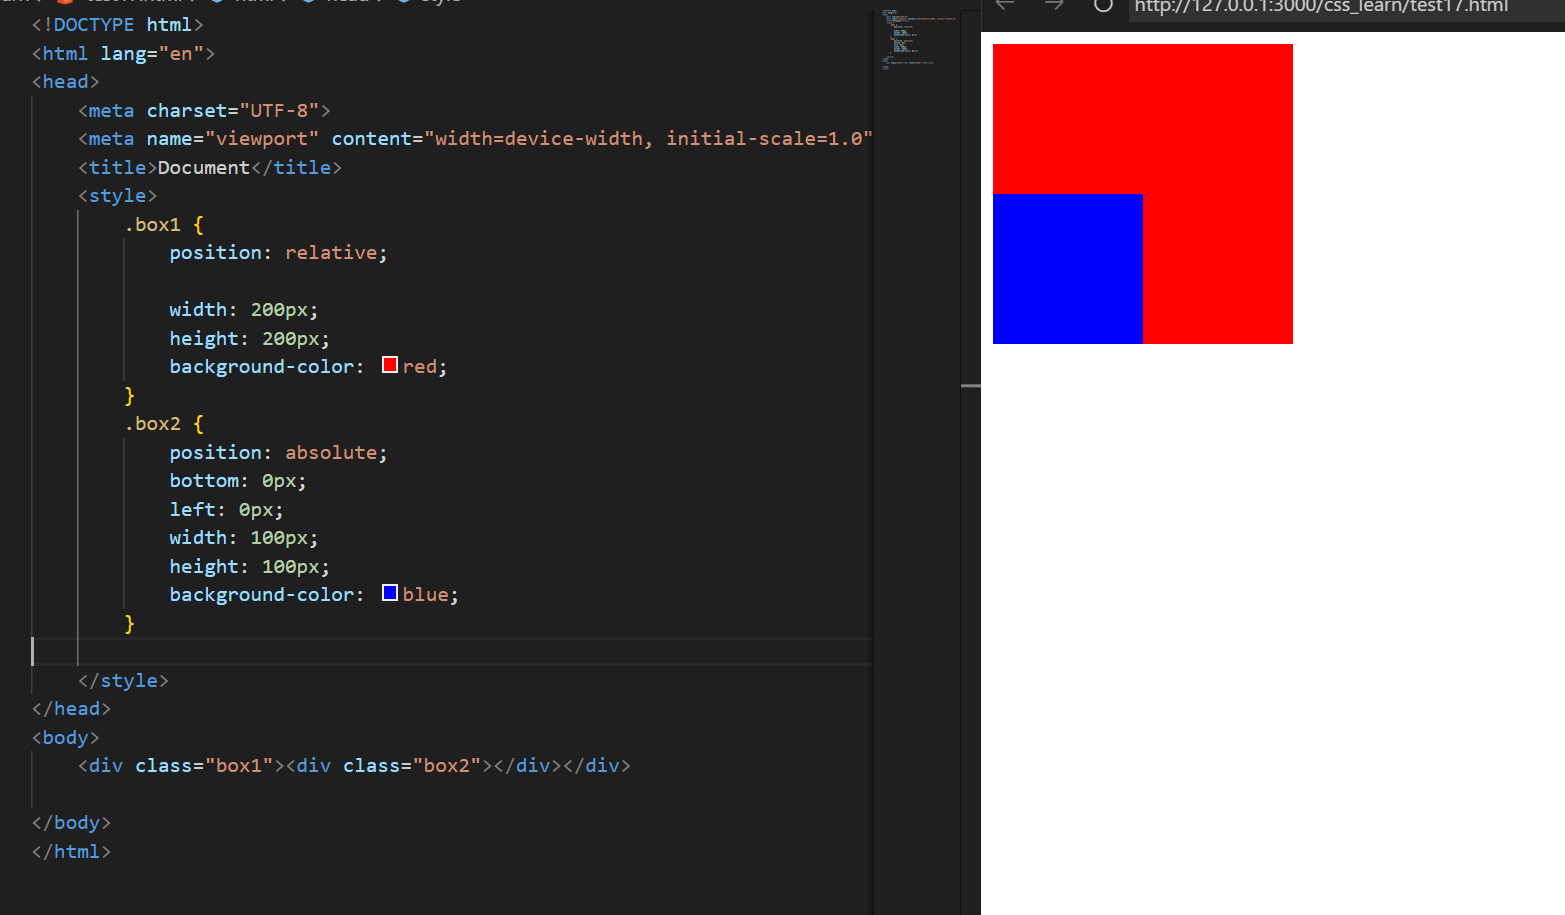 http://127.0.0.1:3000/css_learn/test17.html
<!DOCTYPE html>
<html lang="en">
<head>
    <meta charset="UTF-8">
    <meta name="viewport" content="width=device-width, initial-scale=1.0"
    <title>Document</title>
    <style>
        .box1 {
            position: relative;

            width: 200px;
            height: 200px;
            background-color: red;
        }
        .box2 {
            position: absolute;
            bottom: 0px;
            left: 0px;
            width: 100px;
            height: 100px;
            background-color: blue;
        }

    </style>
</head>
<body>
    <div class="box1"><div class="box2"></div></div>

</body>
</html>